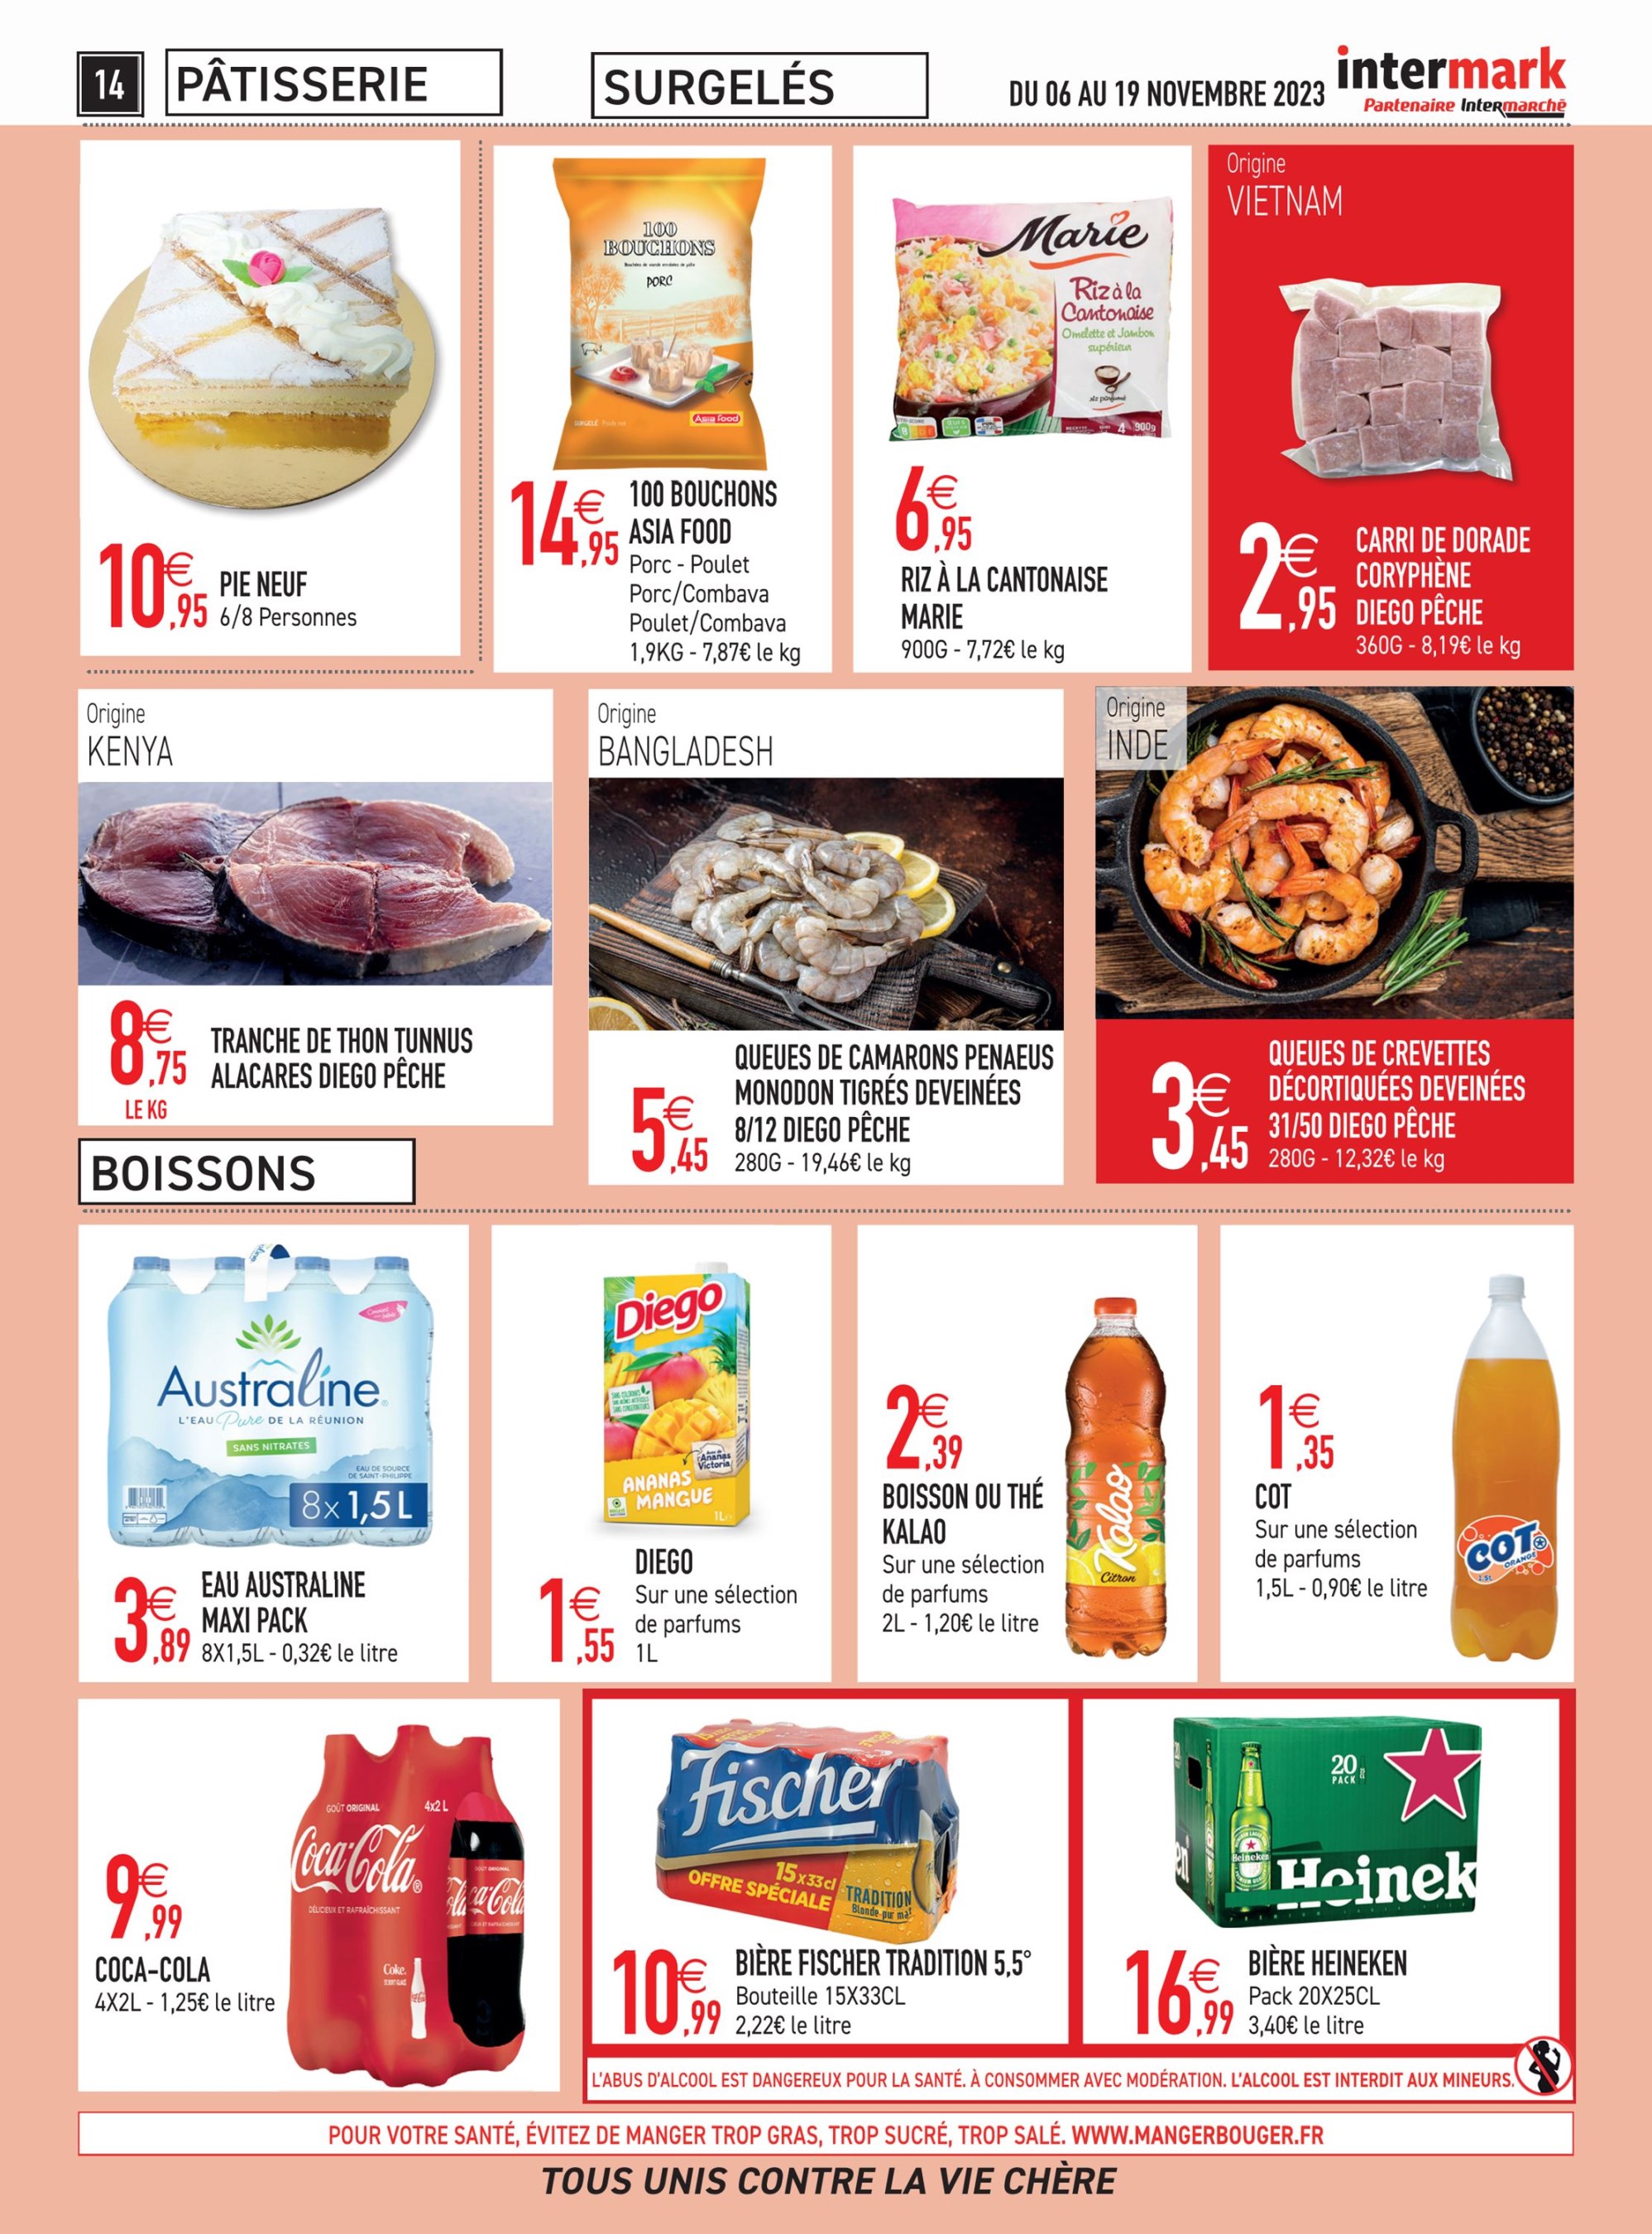 14
PÂTISSERIE
SURGELÉS
DU 06 AU 19 NOVEMBRE 2023
intermark
Partenaire Intermarché
10€,95
PIE NEUF
6/8 Personnes
100
BOUCHONS
PORC
Asia Food
14€,95
100 BOUCHONS
ASIA FOOD
Porc - Poulet
Porc/Combava
Poulet/Combava
1,9KG - 7,87€ le kg
Marie
Riz à la
Cantonaise
Omelette et Jambon
supérieur
4 900g
6€,95
RIZ À LA CANTONAISE
MARIE
900G - 7,72€ le kg
Origine
VIETNAM
2€,95
CARRI DE DORADE
CORYPHÈNE
DIEGO PÊCHE
360G - 8,19€ le kg
Origine
KENYA
8€,75
LE KG
TRANCHE DE THON TUNNUS
ALACARES DIEGO PÊCHE
Origine
BANGLADESH
5€,45
QUEUES DE CAMARONS PENAEUS
MONODON TIGRÉS DEVEINÉES
8/12 DIEGO PÊCHE
280G - 19,46€ le kg
Origine
INDE
3€,45
QUEUES DE CREVETTES
DÉCORTIQUÉES DEVEINÉES
31/50 DIEGO PÊCHE
280G - 12,32€ le kg
BOISSONS
Australine
L'EAU Pure DE LA RÉUNION
SANS NITRATES
EAU DE SOURCE
DE SAINT-PHILIPPE
8x1,5L
3€,89
EAU AUSTRALINE
MAXI PACK
8X1,5L - 0,32€ le litre
Diego
Ananas
Victoria
ANANAS
MANGUE
1L
1€,55
DIEGO
Sur une sélection
de parfums
1L
2€,39
BOISSON OU THÉ
KALAO
Sur une sélection
de parfums
2L - 1,20€ le litre
Kalao
Citron
1€,35
COT
Sur une sélection
de parfums
1,5L - 0,90€ le litre
COT
ORANGE
1,5L
9€,99
COCA-COLA
4X2L - 1,25€ le litre
GOÛT ORIGINAL
4x2 L
Coca-Cola
DÉLICIEUX ET RAFRAÎCHISSANT
Coke
Fischer
15x33cl
OFFRE SPÉCIALE
TRADITION
Blonde pur malt
10€,99
BIÈRE FISCHER TRADITION 5,5°
Bouteille 15X33CL
2,22€ le litre
20
PACK
Heineken
Heinek
16€,99
BIÈRE HEINEKEN
Pack 20X25CL
3,40€ le litre
L'ABUS D'ALCOOL EST DANGEREUX POUR LA SANTÉ. À CONSOMMER AVEC MODÉRATION. L'ALCOOL EST INTERDIT AUX MINEURS.
POUR VOTRE SANTÉ, ÉVITEZ DE MANGER TROP GRAS, TROP SUCRÉ, TROP SALÉ. WWW.MANGERBOUGER.FR
TOUS UNIS CONTRE LA VIE CHÈRE